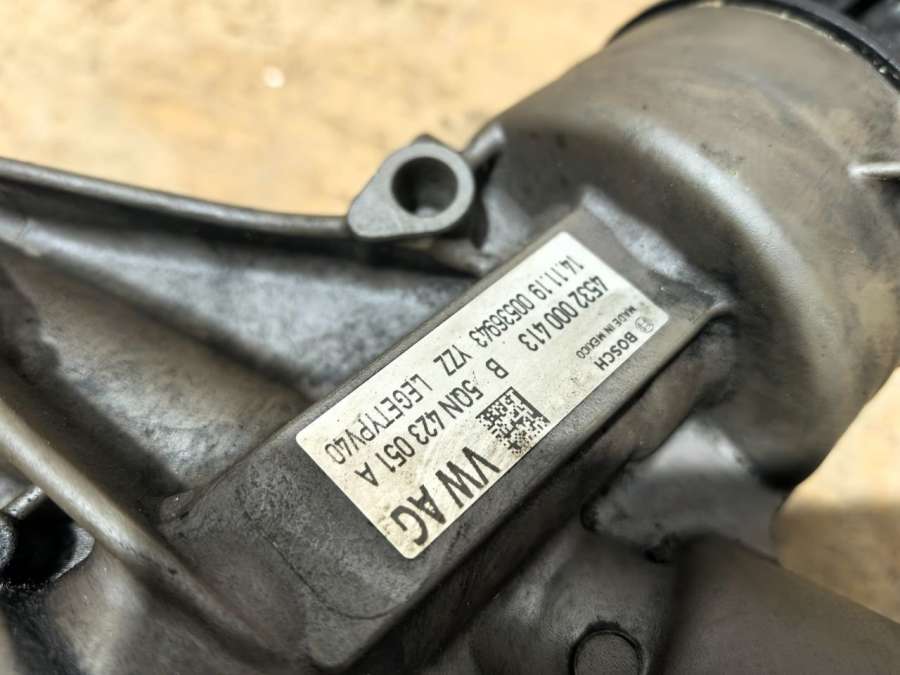 BOSCH
MADE IN MEXICO
VW AG
4532 000 413 B 5QN 423 051 A
14.11.19 00536943 YZZ LEGETYPV40